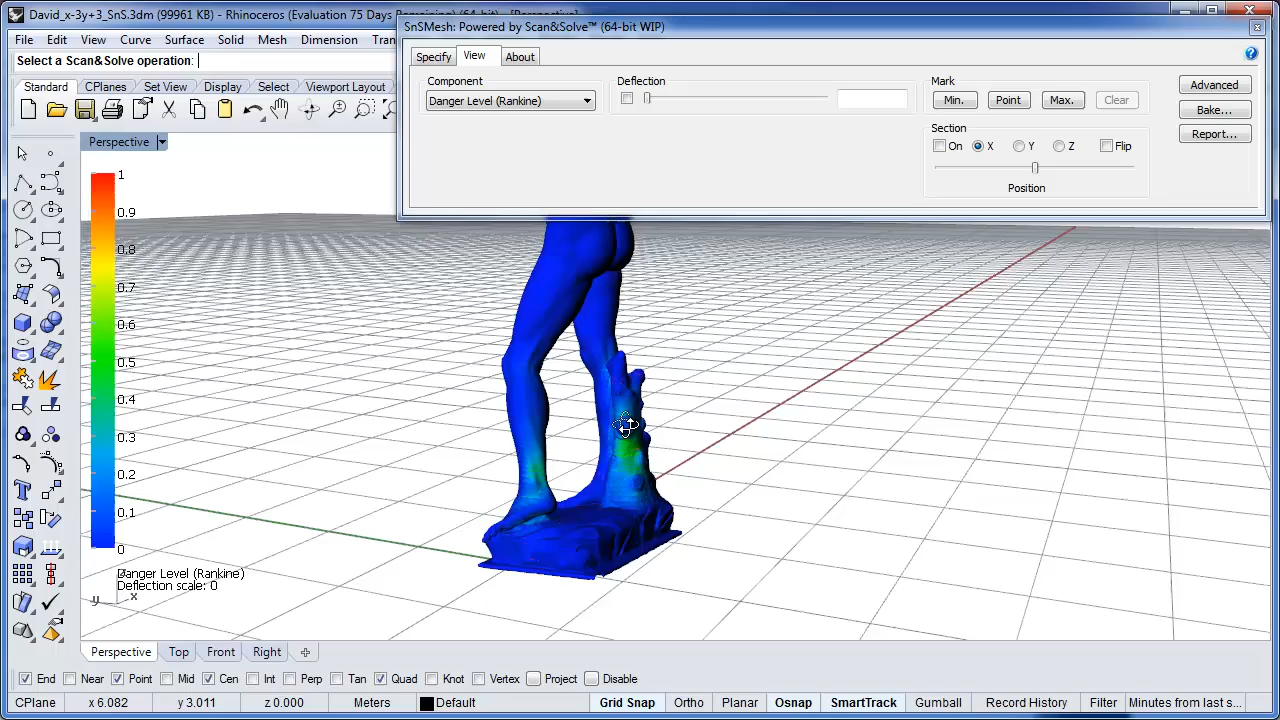 David_x-3y+3_SnS.3dm (99961 KB) - Rhinoceros (Evaluation 75 Days Remaining) (64-bit) - [Perspective]
SnSMesh: Powered by Scan&Solve™ (64-bit WIP)
File Edit View Curve Surface Solid Mesh Dimension Tran
Select a Scan&Solve operation:
Specify View About
Standard CPlanes Set View Display Select Viewport Layout
Component
Danger Level (Rankine)
Deflection
Mark
Min. Point Max. Clear
Advanced
Bake...
Report...
Section
On X Y Z Flip
Position
Perspective
1
0.9
0.8
0.7
0.6
0.5
0.4
0.3
0.2
0.1
0
Danger Level (Rankine)
Deflection scale: 0
y x
Perspective Top Front Right
End Near Point Mid Cen Int Perp Tan Quad Knot Vertex Project Disable
CPlane x 6.082 y 3.011 z 0.000 Meters Default Grid Snap Ortho Planar Osnap SmartTrack Gumball Record History Filter Minutes from last s...